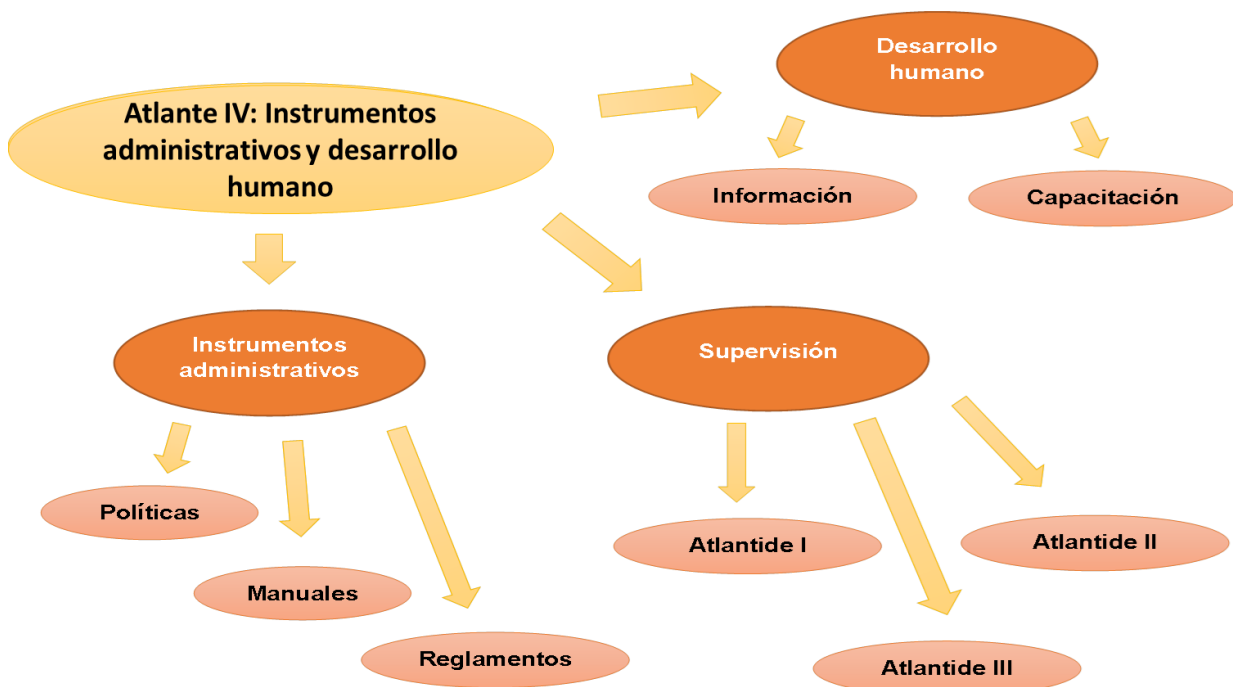 Desarrollo
humano
Atlante IV: Instrumentos
administrativos y desarrollo
humano
Información
Capacitación
Instrumentos
administrativos
Supervisión
Políticas
Manuales
Reglamentos
Atlantide I
Atlantide II
Atlantide III